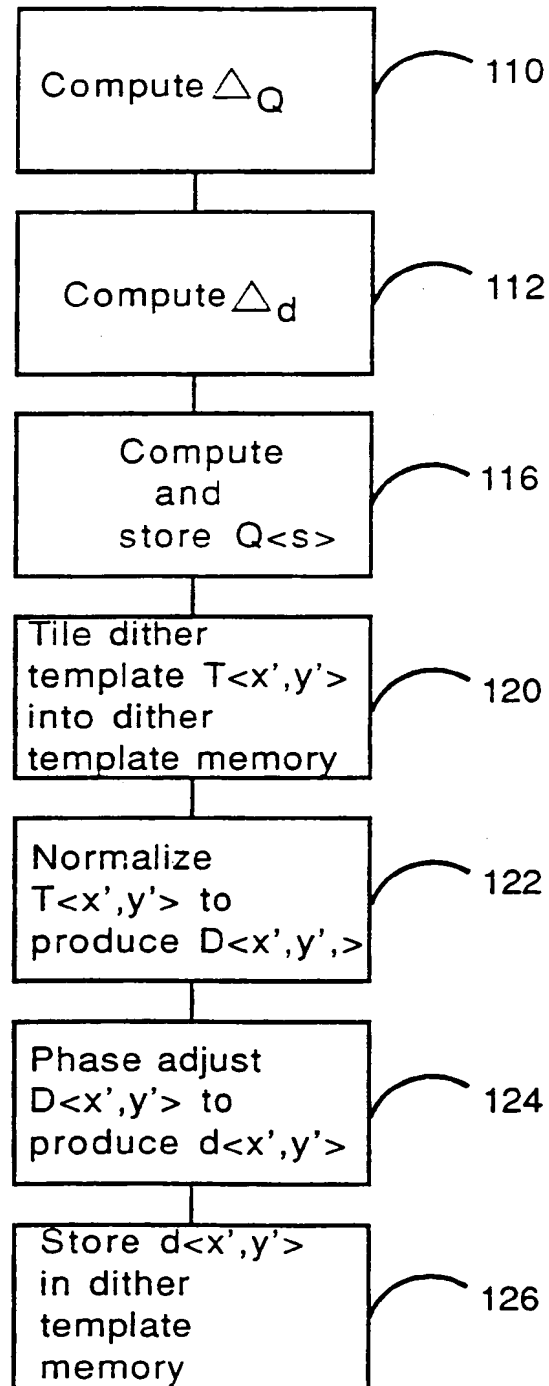 Compute △Q
110
Compute △d
112
Compute
and
store Q<s>
116
Tile dither
template T<x',y'>
into dither
template memory
120
Normalize
T<x',y'> to
produce D<x',y',>
122
Phase adjust
D<x',y'> to
produce d<x',y'>
124
Store d<x',y'>
in dither
template
memory
126